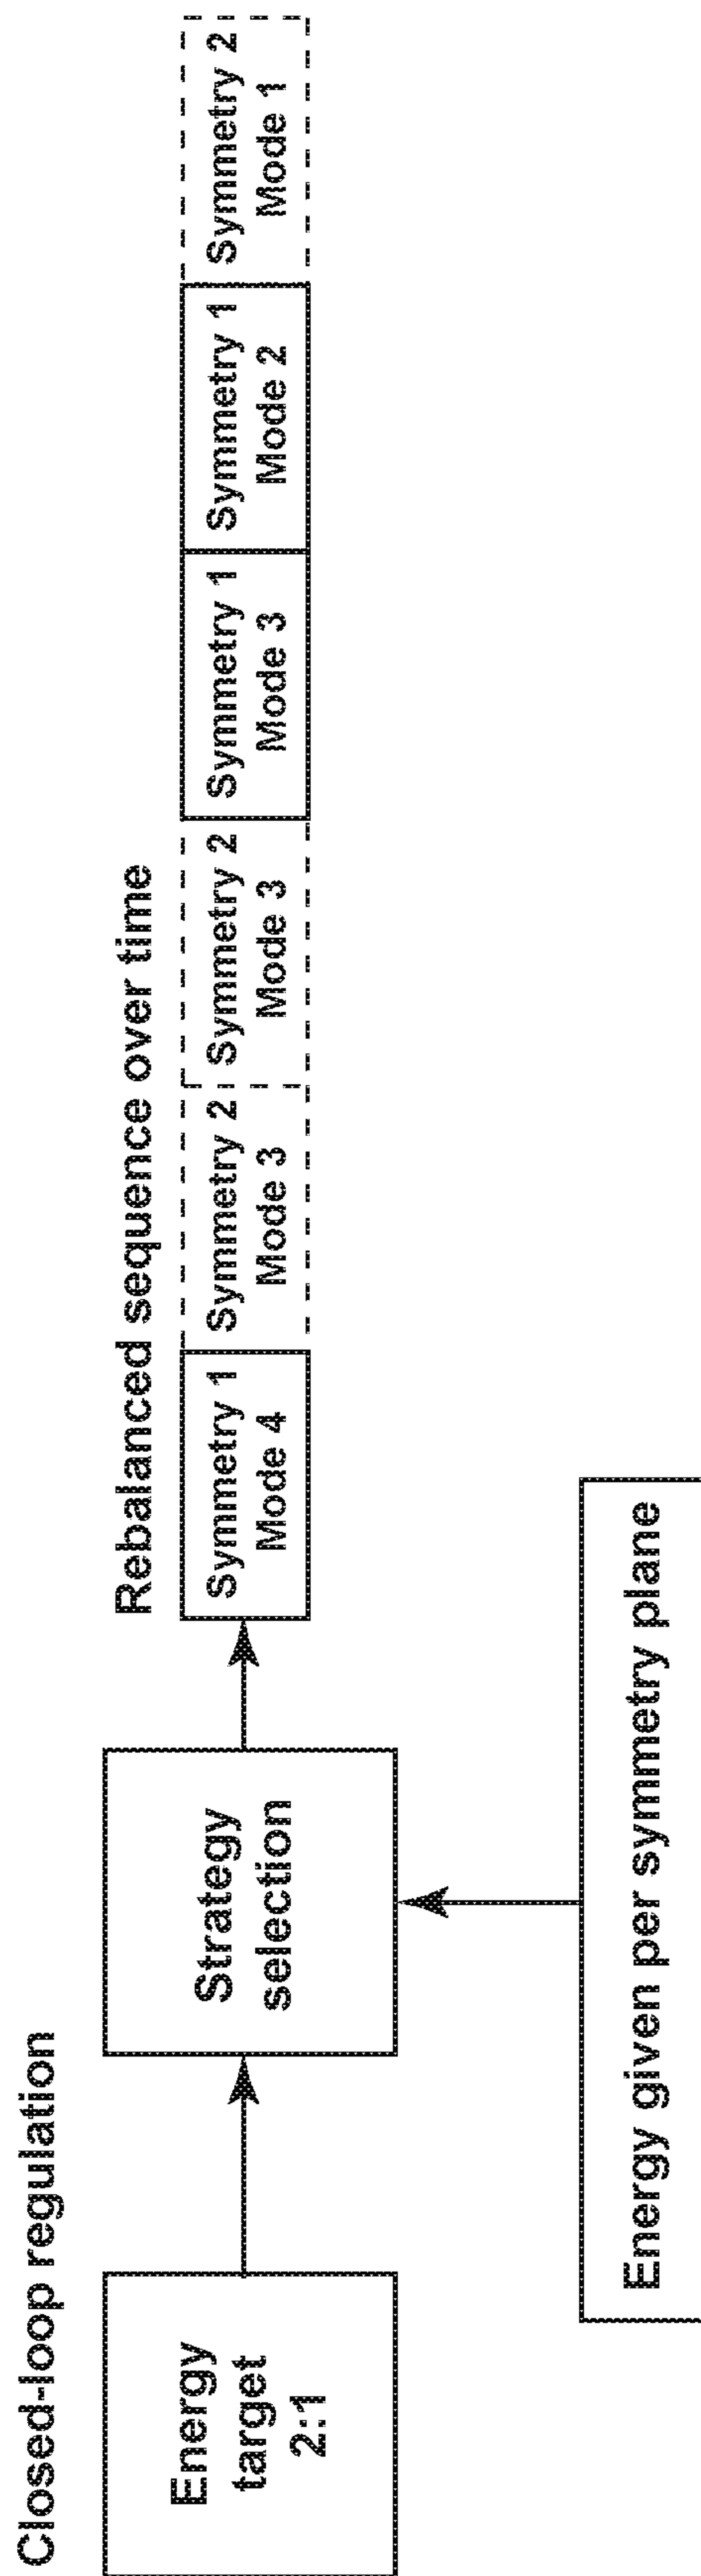 Closed-loop regulation
Energy
target
2:1
Strategy
selection
Energy given per symmetry plane
Rebalanced sequence over time
Symmetry 1
Mode 4
Symmetry 2
Mode 3
Symmetry 2
Mode 3
Symmetry 1
Mode 3
Symmetry 1
Mode 2
Symmetry 2
Mode 1